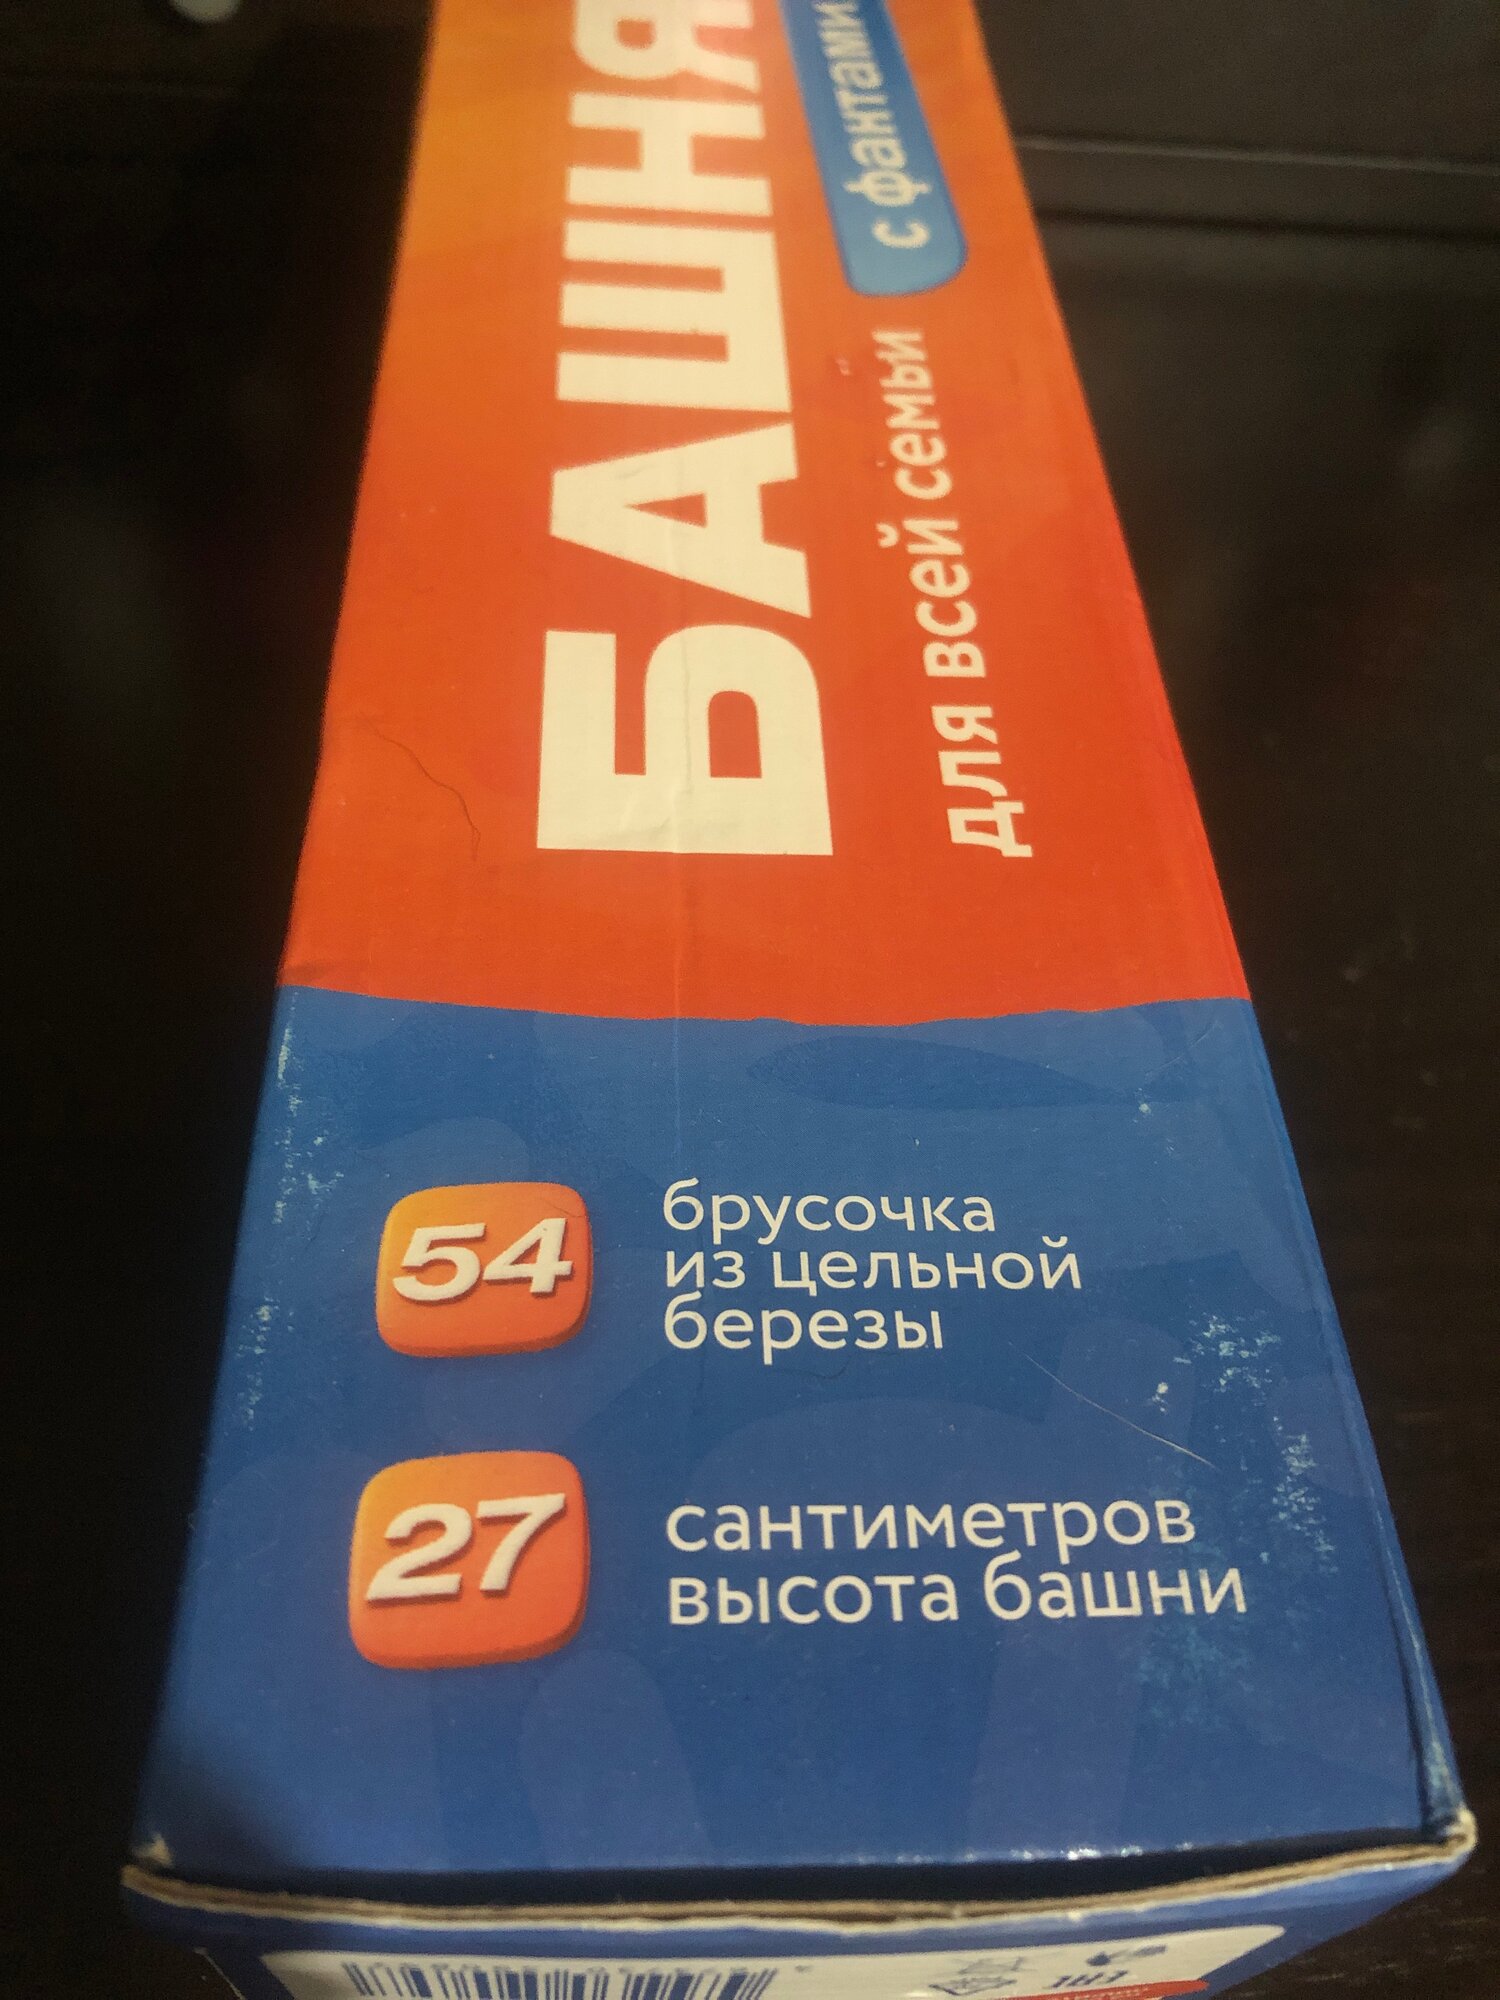 БАШНЯ
с фантами
для всей семьи
54
брусочка
из цельной
березы
27
сантиметров
высота башни